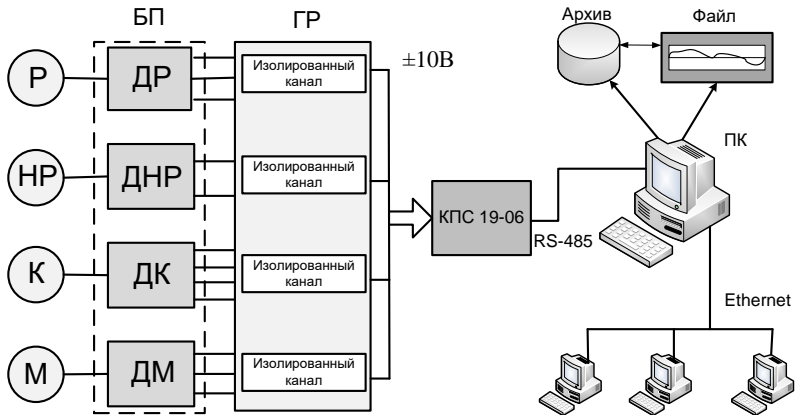 БП
ГР
Архив
Файл
±10В
Р
ДР
Изолированный
канал
ПК
НР
ДНР
Изолированный
канал
КПС 19-06
RS-485
К
ДК
Изолированный
канал
Ethernet
М
ДМ
Изолированный
канал